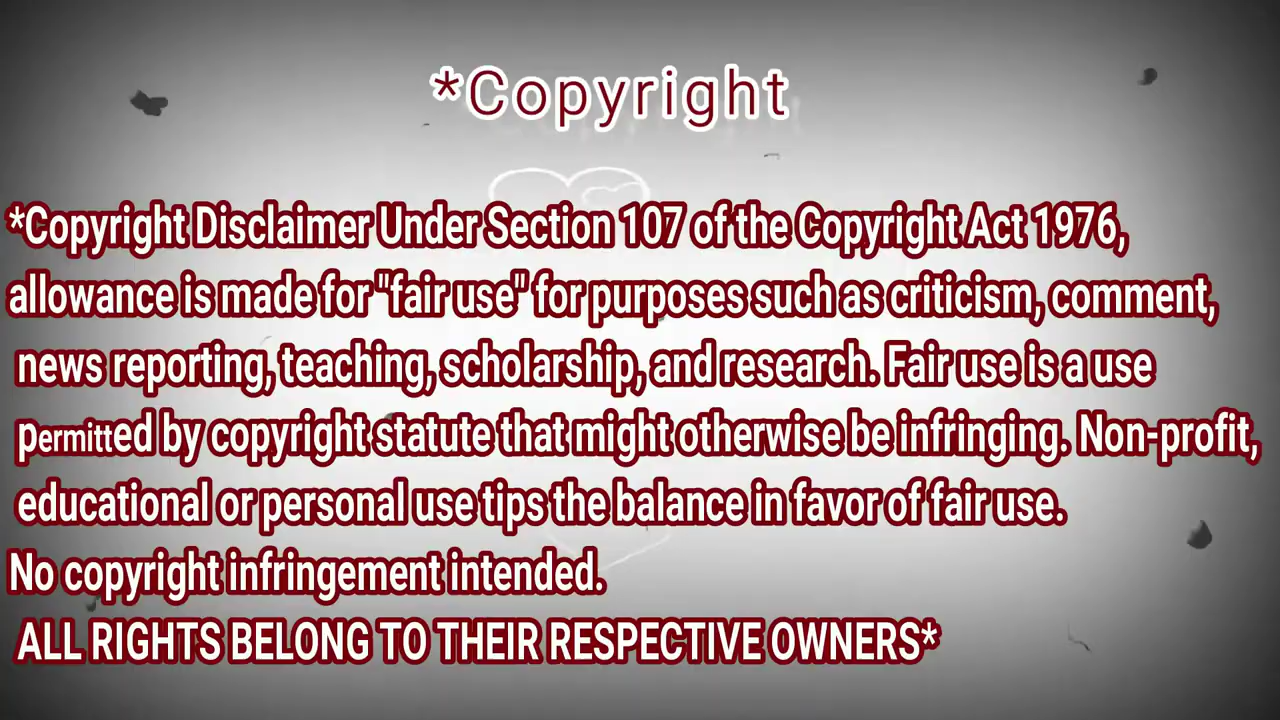 *Copyright
*Copyright Disclaimer Under Section 107 of the Copyright Act 1976,
allowance is made for "fair use" for purposes such as criticism, comment,
news reporting, teaching, scholarship, and research. Fair use is a use
permitted by copyright statute that might otherwise be infringing. Non-profit,
educational or personal use tips the balance in favor of fair use.
No copyright infringement intended.
ALL RIGHTS BELONG TO THEIR RESPECTIVE OWNERS*